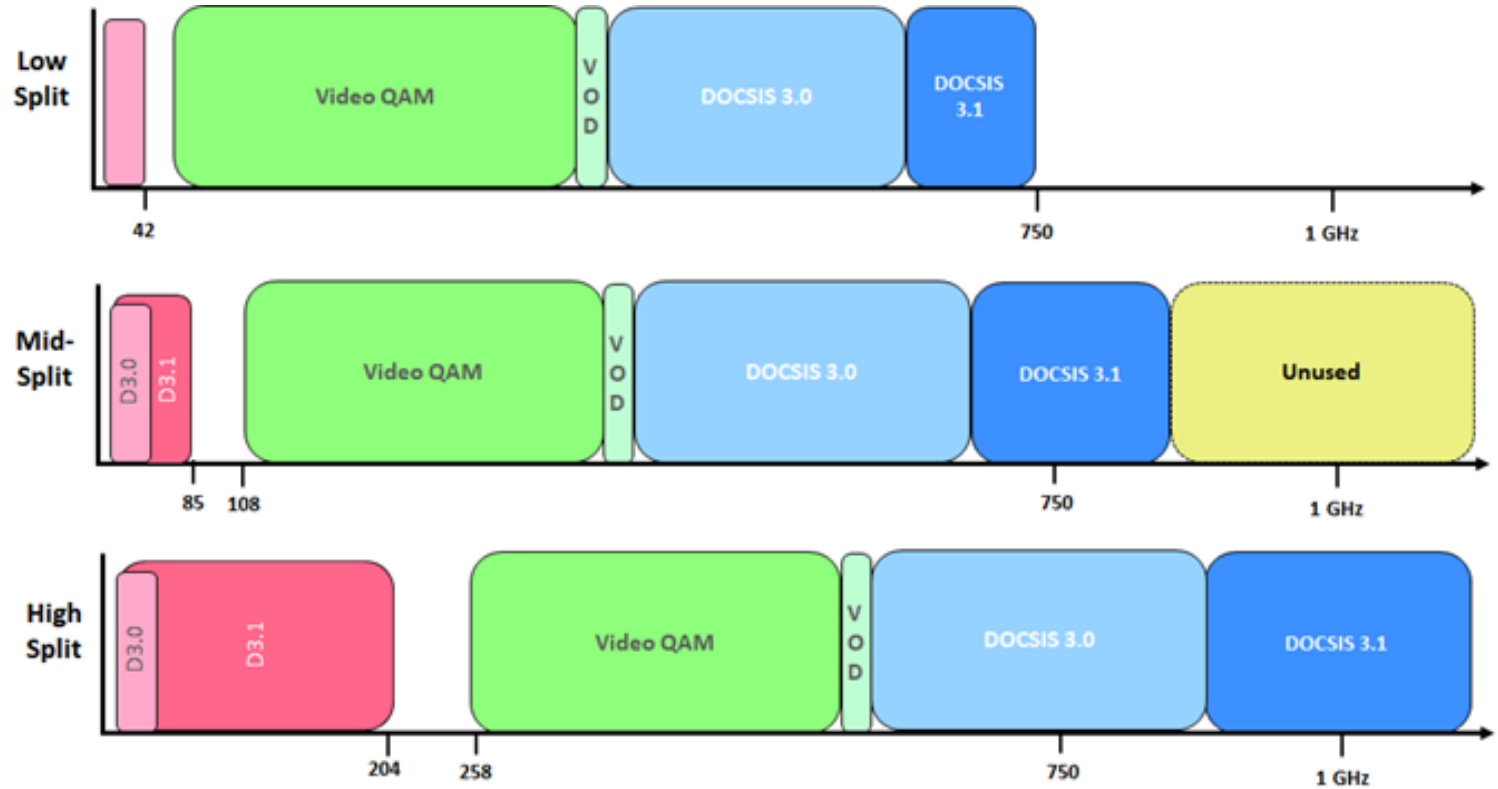 Low
Split
Video QAM
V
O
D
DOCSIS 3.0
DOCSIS
3.1
42
750
1 GHz
Mid-
Split
D3.0
D3.1
Video QAM
V
O
D
DOCSIS 3.0
DOCSIS 3.1
Unused
85
108
750
1 GHz
High
Split
D3.0
D3.1
Video QAM
V
O
D
DOCSIS 3.0
DOCSIS 3.1
204
258
750
1 GHz